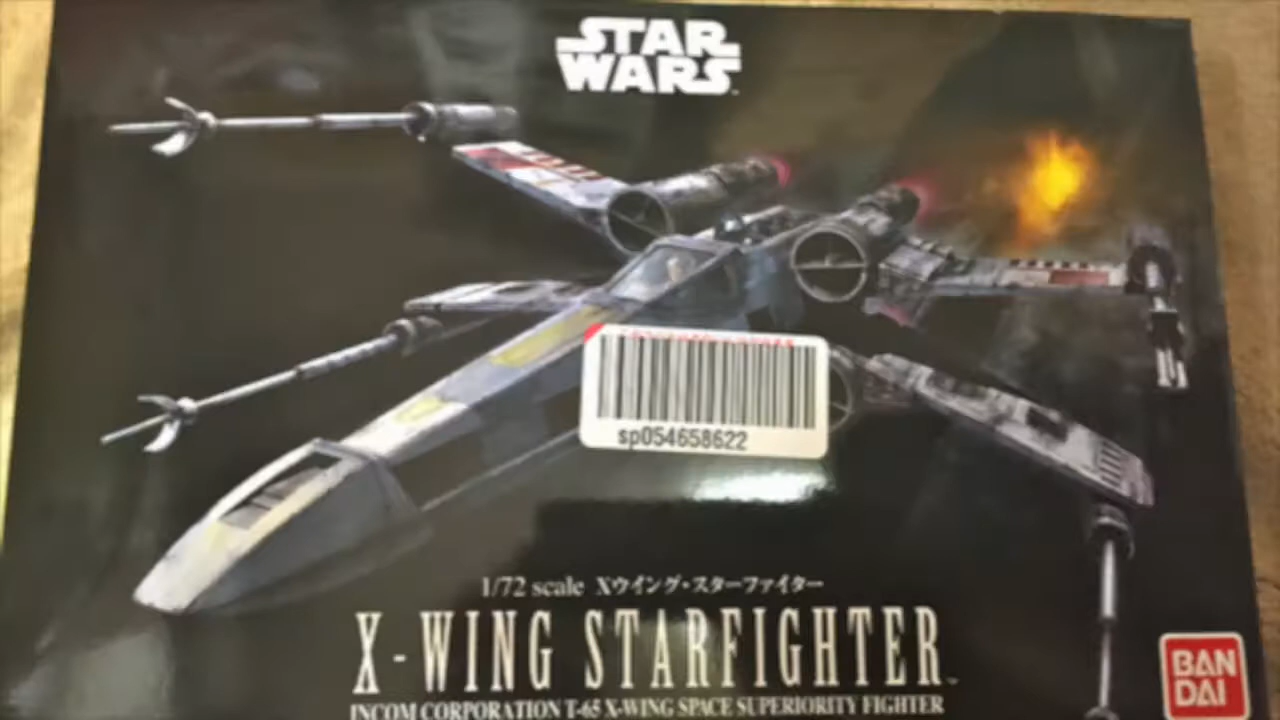 STAR
WARS
sp054658622
1/72 scale Xウイング・スターファイター
X-WING STARFIGHTER
INCOM CORPORATION T-65 X-WING SPACE SUPERIORITY FIGHTER
BAN
DAI